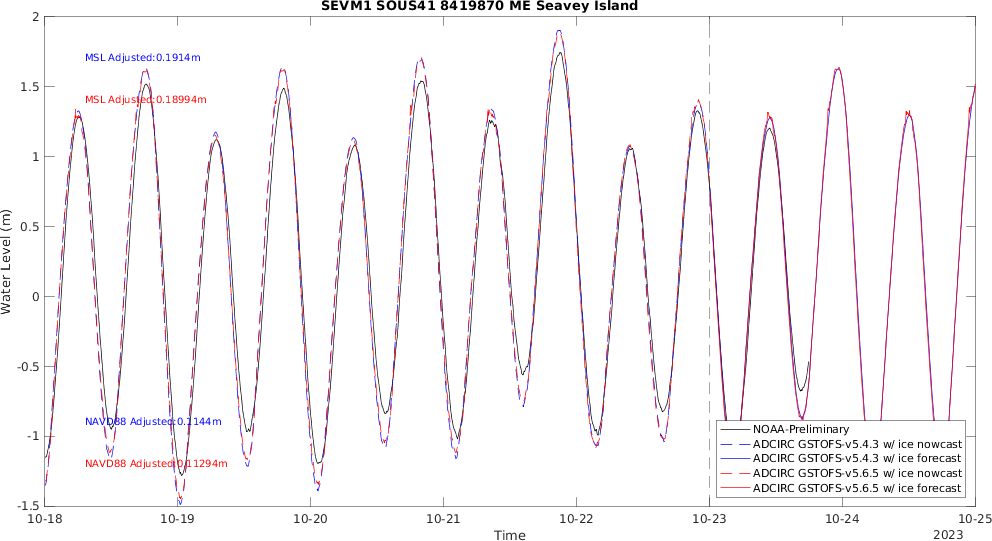 SEVM1 SOUS41 8419870 ME Seavey Island
2
1.5
1
0.5
0
-0.5
-1
-1.5
Water Level (m)
MSL Adjusted:0.1914m
MSL Adjusted:0.18994m
NAVD88 Adjusted:0.1144m
NAVD88 Adjusted:0.11294m
NOAA-Preliminary
ADCIRC GSTOFS-v5.4.3 w/ ice nowcast
ADCIRC GSTOFS-v5.4.3 w/ ice forecast
ADCIRC GSTOFS-v5.6.5 w/ ice nowcast
ADCIRC GSTOFS-v5.6.5 w/ ice forecast
10-18 10-19 10-20 10-21 10-22 10-23 10-24 10-25
Time
2023